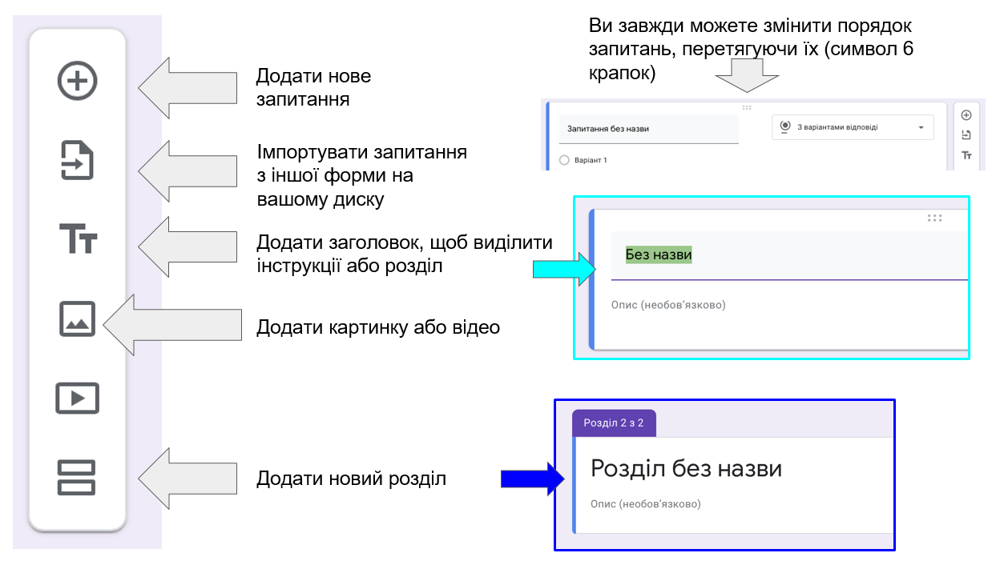 Додати нове
запитання
Імпортувати запитання
з іншої форми на
вашому диску
Тт
Додати заголовок, щоб виділити
інструкції або розділ
Додати картинку або відео
Додати новий розділ
Ви завжди можете змінити порядок
запитань, перетягуючи їх (символ 6
крапок)
Запитання без назви
З варіантами відповіді
Варіант 1
Тт
Без назви
Опис (необов’язково)
Розділ 2 з 2
Розділ без назви
Опис (необов’язково)